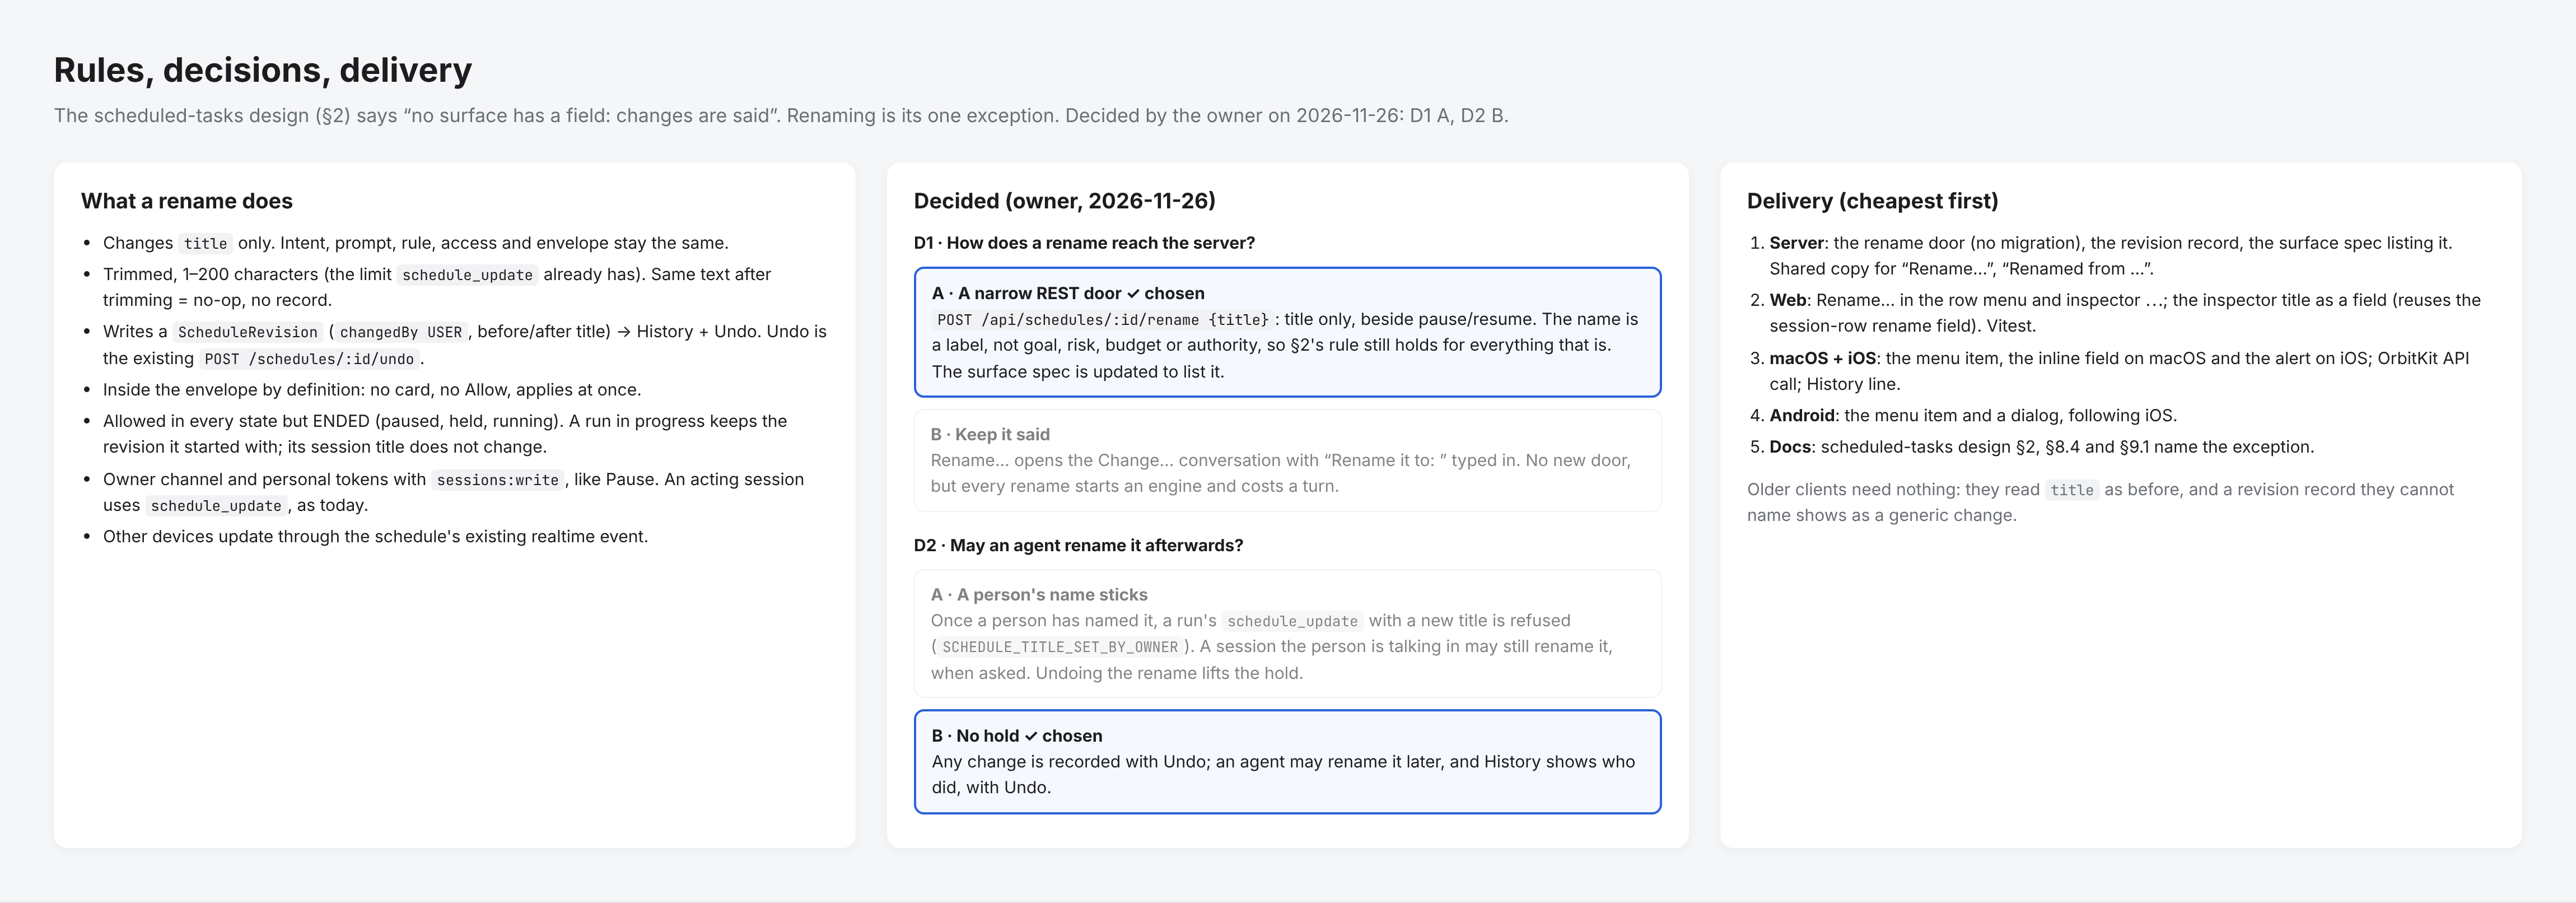 Rules, decisions, delivery
The scheduled-tasks design (§2) says “no surface has a field: changes are said”. Renaming is its one exception. Decided by the owner on 2026-11-26: D1 A, D2 B.
What a rename does
• Changes title only. Intent, prompt, rule, access and envelope stay the same.
• Trimmed, 1–200 characters (the limit schedule_update already has). Same text after
trimming = no-op, no record.
• Writes a ScheduleRevision (changedBy USER, before/after title) → History + Undo. Undo is
the existing POST /schedules/:id/undo.
• Inside the envelope by definition: no card, no Allow, applies at once.
• Allowed in every state but ENDED (paused, held, running). A run in progress keeps the
revision it started with; its session title does not change.
• Owner channel and personal tokens with sessions:write, like Pause. An acting session
uses schedule_update, as today.
• Other devices update through the schedule's existing realtime event.
Decided (owner, 2026-11-26)
D1 · How does a rename reach the server?
A · A narrow REST door ✓ chosen
POST /api/schedules/:id/rename {title}: title only, beside pause/resume. The name is
a label, not goal, risk, budget or authority, so §2's rule still holds for everything that is.
The surface spec is updated to list it.
B · Keep it said
Rename… opens the Change… conversation with “Rename it to: ” typed in. No new door,
but every rename starts an engine and costs a turn.
D2 · May an agent rename it afterwards?
A · A person's name sticks
Once a person has named it, a run's schedule_update with a new title is refused
(SCHEDULE_TITLE_SET_BY_OWNER). A session the person is talking in may still rename it,
when asked. Undoing the rename lifts the hold.
B · No hold ✓ chosen
Any change is recorded with Undo; an agent may rename it later, and History shows who
did, with Undo.
Delivery (cheapest first)
1. Server: the rename door (no migration), the revision record, the surface spec listing it.
Shared copy for “Rename…”, “Renamed from …”.
2. Web: Rename… in the row menu and inspector …; the inspector title as a field (reuses the
session-row rename field). Vitest.
3. macOS + iOS: the menu item, the inline field on macOS and the alert on iOS; OrbitKit API
call; History line.
4. Android: the menu item and a dialog, following iOS.
5. Docs: scheduled-tasks design §2, §8.4 and §9.1 name the exception.
Older clients need nothing: they read title as before, and a revision record they cannot
name shows as a generic change.